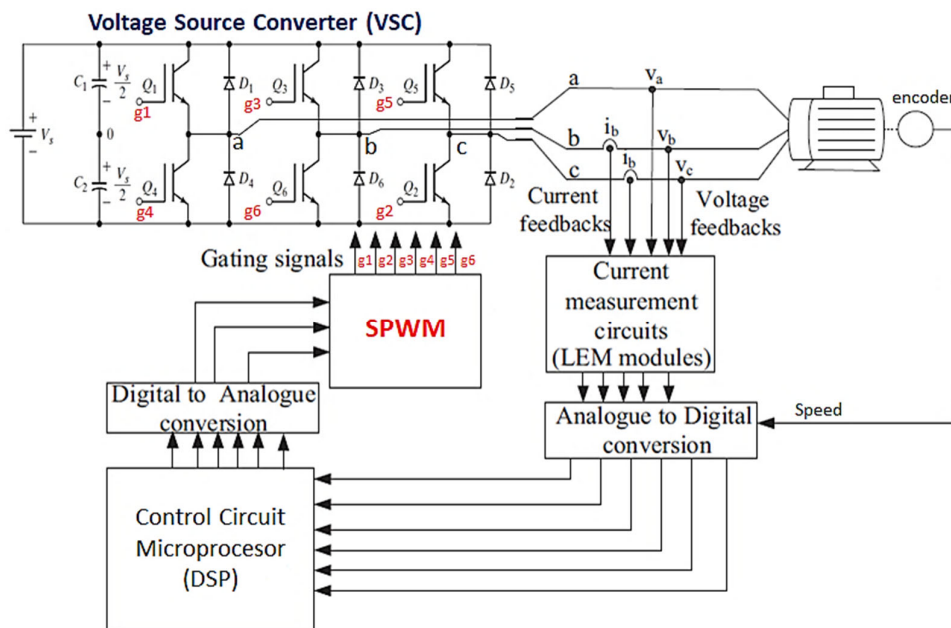 Voltage Source Converter (VSC)
+
Vs
−
C1
+
Vs
2
−
0
C2
+
Vs
2
−
Q1
g1
D1
Q3
g3
D3
Q5
g5
D5
a
b
c
Q4
g4
D4
Q6
g6
D6
Q2
g2
D2
a
va
b
ib
vb
c
ib
vc
encoder
Current
feedbacks
Voltage
feedbacks
Gating signals
g1 g2 g3 g4 g5 g6
SPWM
Current
measurement
circuits
(LEM modules)
Digital to Analogue
conversion
Analogue to Digital
conversion
Speed
Control Circuit
Microprocesor
(DSP)